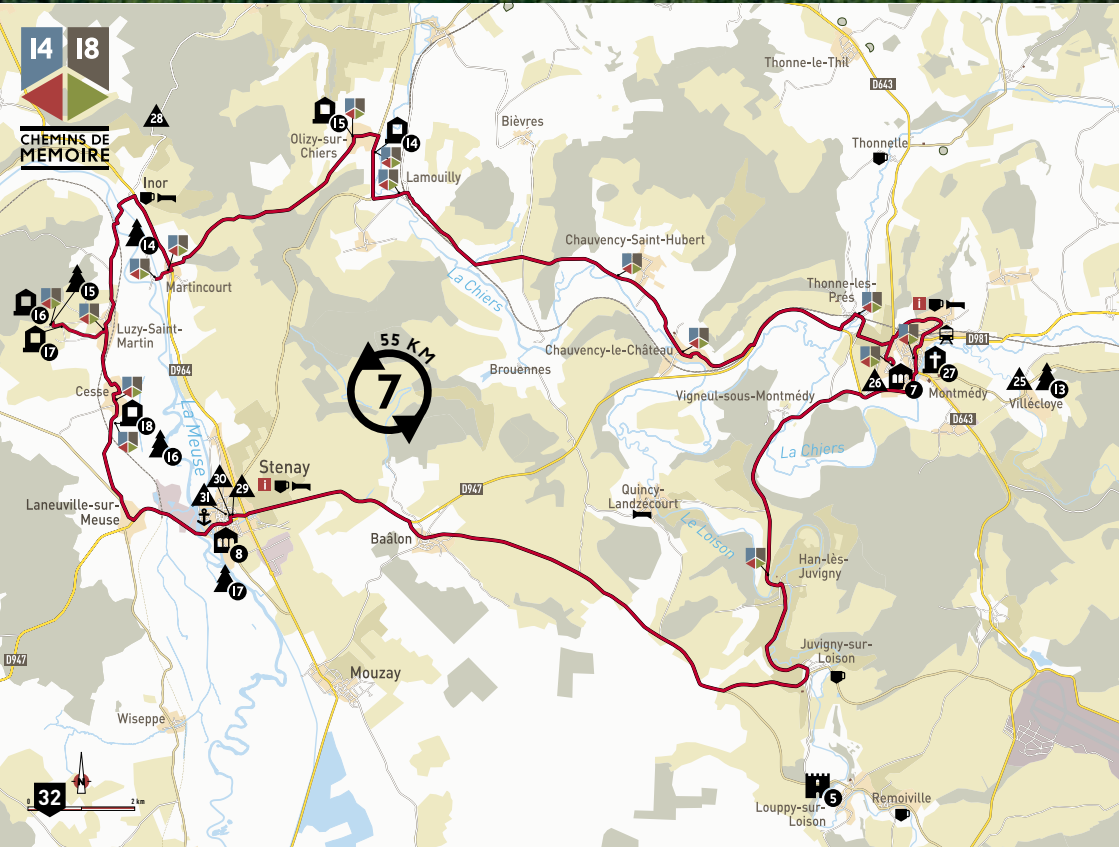 14 18
CHEMINS DE
MEMOIRE
28
15
Olizy-sur-
Chiers
14
Lamouilly
Bièvres
Thonne-le-Thil
D643
Thonnelle
Inor
14
Martincourt
15
16
17
Luzy-Saint-
Martin
La Chiers
Chauvency-Saint-Hubert
Thonne-les-
Prés
i
D981
Chauvency-le-Château
55 KM
7
Brouennes
Vigneul-sous-Montmédy
26
7
27
Montmédy
25
13
Villécloye
D643
D964
Cesse
18
16
La Meuse
La Chiers
30
29
31
Stenay
i
D947
Quincy-
Landzécourt
Le Loison
Laneuville-sur-
Meuse
8
17
Baâlon
Han-lès-
Juvigny
Juvigny-sur-
Loison
D947
Mouzay
Wiseppe
N
32
0
2 km
5
Louppy-sur-
Loison
Remoiville